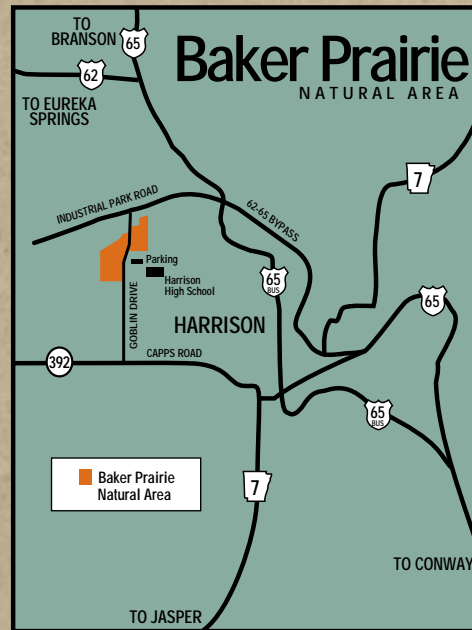 TO
BRANSON
65
Baker Prairie
NATURAL AREA
62
TO EUREKA
SPRINGS
7
INDUSTRIAL PARK ROAD
62-65 BYPASS
Parking
Harrison
High School
GOBLIN DRIVE
65
BUS
65
HARRISON
CAPPS ROAD
392
65
BUS
Baker Prairie
Natural Area
7
TO CONWAY
TO JASPER